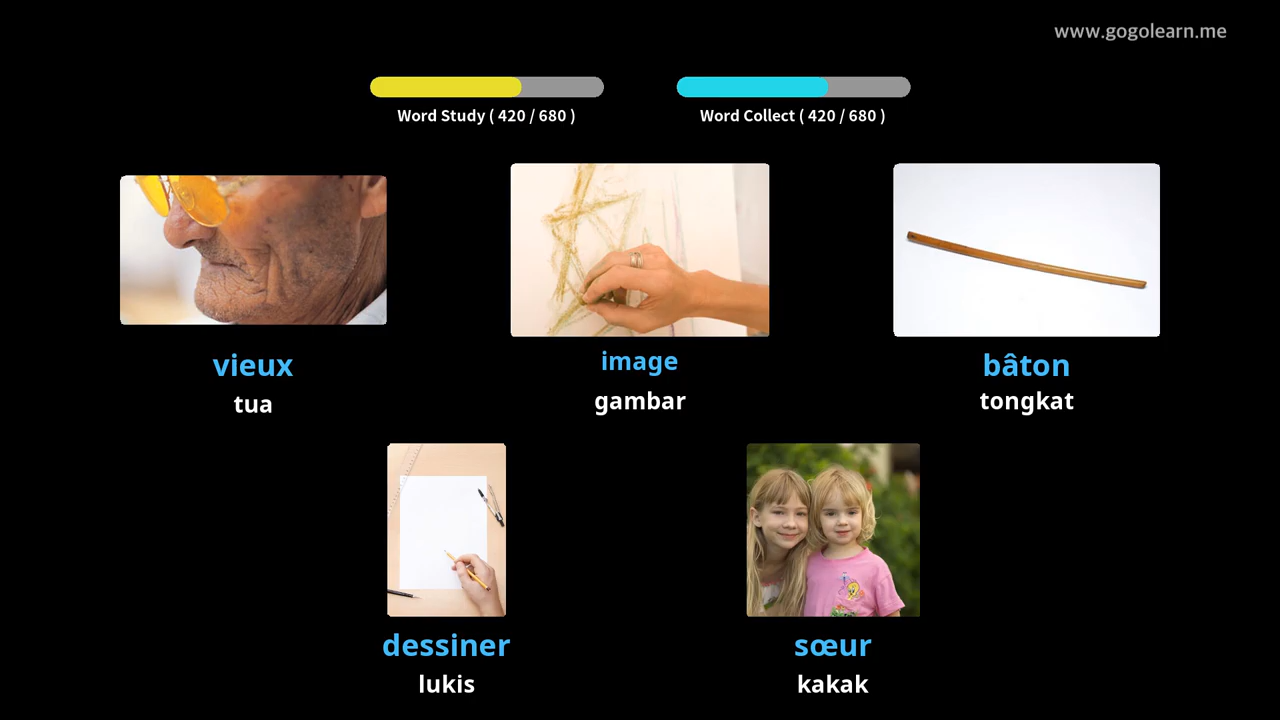 www.gogolearn.me
Word Study ( 420 / 680 )
Word Collect ( 420 / 680 )
vieux
tua
image
gambar
bâton
tongkat
dessiner
lukis
sœur
kakak